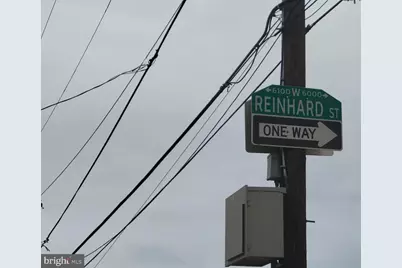 6100 W 6000
REINHARD ST
ONE WAY
bright MLS